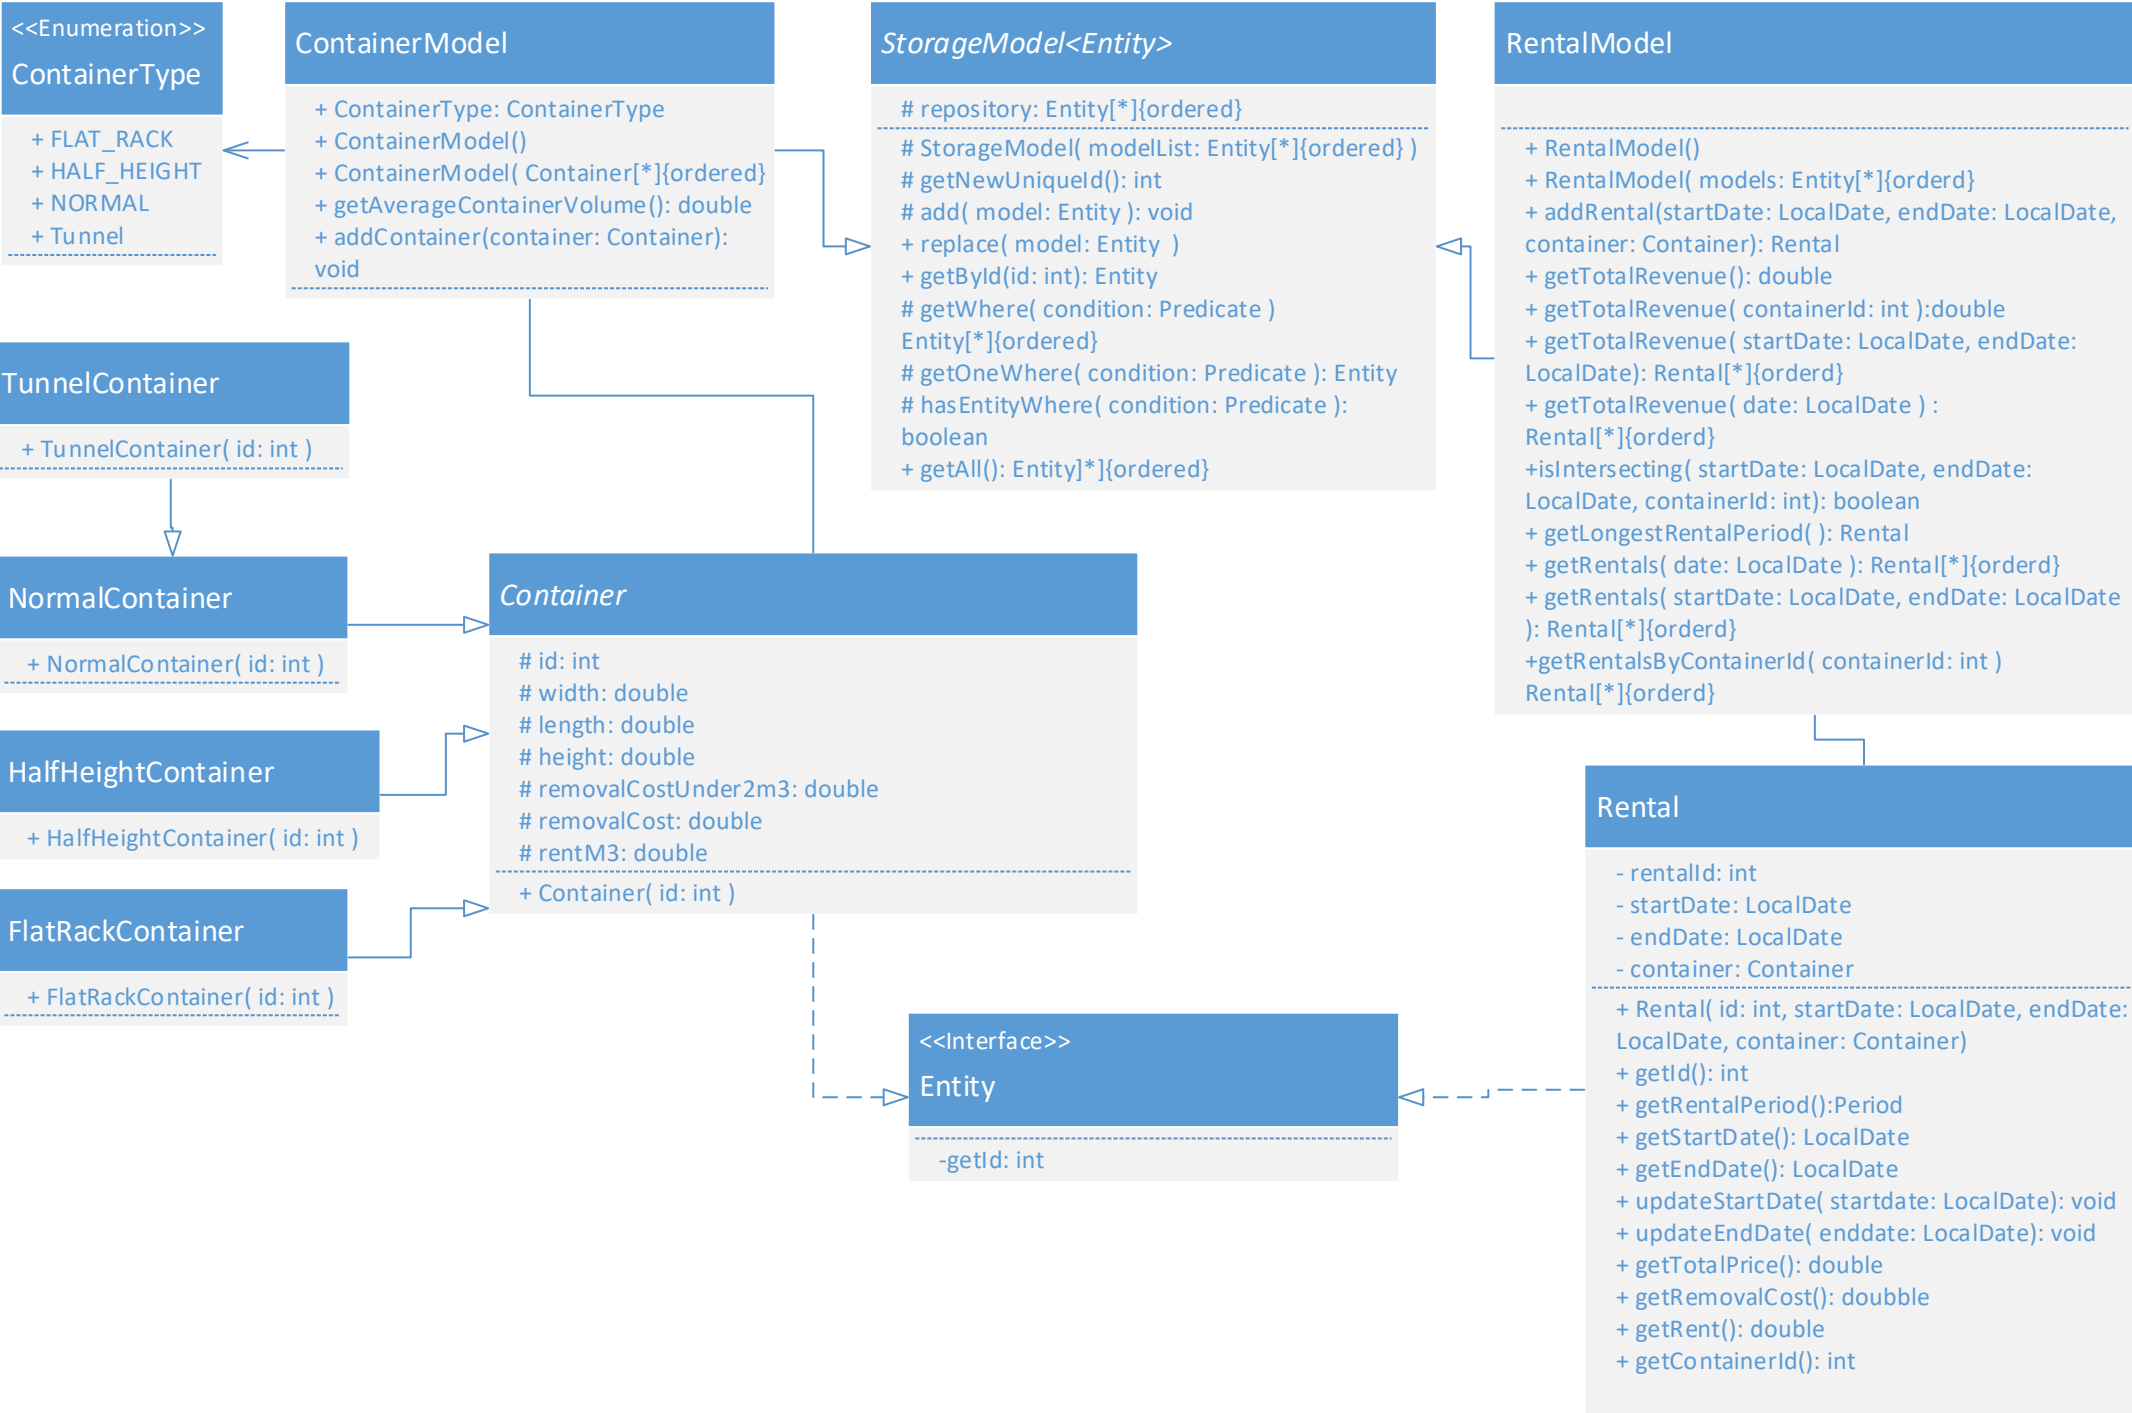 <<Enumeration>>
ContainerType
+ FLAT_RACK
+ HALF_HEIGHT
+ NORMAL
+ Tunnel
ContainerModel
+ ContainerType: ContainerType
+ ContainerModel()
+ ContainerModel( Container[*]{ordered}
+ getAverageContainerVolume(): double
+ addContainer(container: Container):
void
StorageModel<Entity>
# repository: Entity[*]{ordered}
# StorageModel( modelList: Entity[*]{ordered} )
# getNewUniqueId(): int
# add( model: Entity ): void
+ replace( model: Entity  )
+ getById(id: int): Entity
# getWhere( condition: Predicate )
Entity[*]{ordered}
# getOneWhere( condition: Predicate ): Entity
# hasEntityWhere( condition: Predicate ):
boolean
+ getAll(): Entity]*]{ordered}
RentalModel
+ RentalModel()
+ RentalModel( models: Entity[*]{orderd}
+ addRental(startDate: LocalDate, endDate: LocalDate,
container: Container): Rental
+ getTotalRevenue(): double
+ getTotalRevenue( containerId: int ):double
+ getTotalRevenue( startDate: LocalDate, endDate:
LocalDate): Rental[*]{orderd}
+ getTotalRevenue( date: LocalDate ) :
Rental[*]{orderd}
+isIntersecting( startDate: LocalDate, endDate:
LocalDate, containerId: int): boolean
+ getLongestRentalPeriod( ): Rental
+ getRentals( date: LocalDate ): Rental[*]{orderd}
+ getRentals( startDate: LocalDate, endDate: LocalDate
): Rental[*]{orderd}
+getRentalsByContainerId( containerId: int )
Rental[*]{orderd}
TunnelContainer
+ TunnelContainer( id: int )
NormalContainer
+ NormalContainer( id: int )
HalfHeightContainer
+ HalfHeightContainer( id: int )
FlatRackContainer
+ FlatRackContainer( id: int )
Container
# id: int
# width: double
# length: double
# height: double
# removalCostUnder2m3: double
# removalCost: double
# rentM3: double
+ Container( id: int )
<<Interface>>
Entity
-getId: int
Rental
- rentalId: int
- startDate: LocalDate
- endDate: LocalDate
- container: Container
+ Rental( id: int, startDate: LocalDate, endDate:
LocalDate, container: Container)
+ getId(): int
+ getRentalPeriod():Period
+ getStartDate(): LocalDate
+ getEndDate(): LocalDate
+ updateStartDate( startdate: LocalDate): void
+ updateEndDate( enddate: LocalDate): void
+ getTotalPrice(): double
+ getRemovalCost(): doubble
+ getRent(): double
+ getContainerId(): int